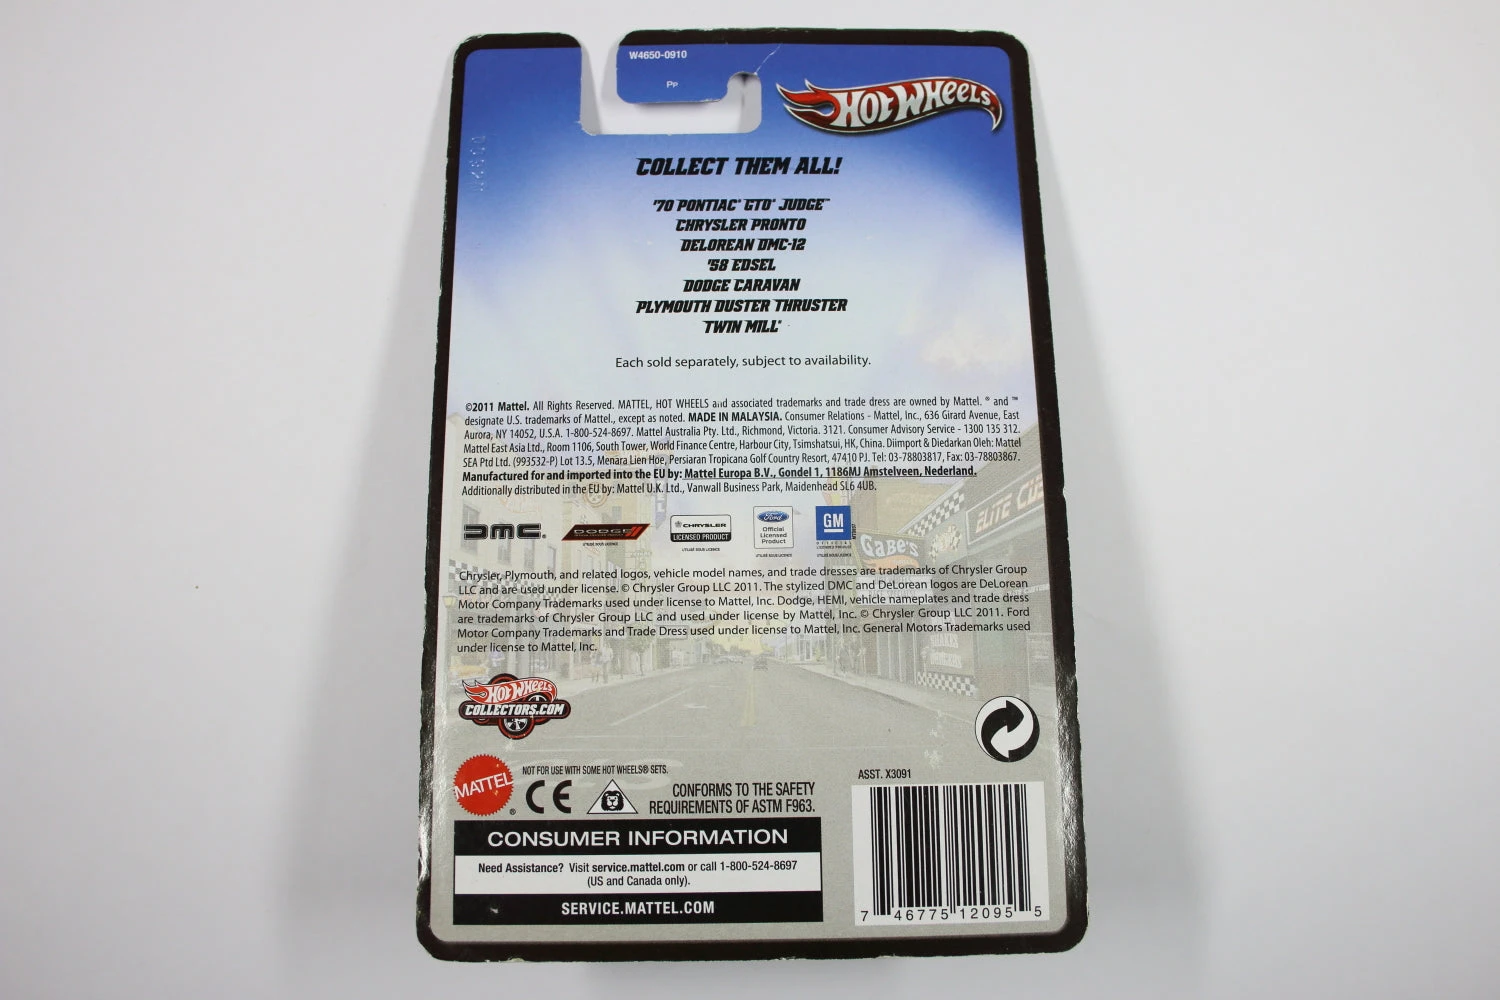 W4650-0910
Pp
HOT WHEELS
COLLECT THEM ALL!
'70 PONTIAC® GTO® JUDGE™
CHRYSLER PRONTO
DELOREAN DMC-12
'58 EDSEL
DODGE CARAVAN
PLYMOUTH DUSTER THRUSTER
TWIN MILL®
Each sold separately, subject to availability.
©2011 Mattel. All Rights Reserved. MATTEL, HOT WHEELS and associated trademarks and trade dress are owned by Mattel. ® and ™
designate U.S. trademarks of Mattel., except as noted. MADE IN MALAYSIA. Consumer Relations - Mattel, Inc., 636 Girard Avenue, East
Aurora, NY 14052, U.S.A. 1-800-524-8697. Mattel Australia Pty. Ltd., Richmond, Victoria. 3121. Consumer Advisory Service - 1300 135 312.
Mattel East Asia Ltd., Room 1106, South Tower, World Finance Centre, Harbour City, Tsimshatsui, HK, China. Diimport & Diedarkan Oleh: Mattel
SEA Ptd Ltd. (993532-P) Lot 13.5, Menara Lien Hoe, Persiaran Tropicana Golf Country Resort, 47410 PJ. Tel: 03-78803817, Fax: 03-78803867.
Manufactured for and imported into the EU by: Mattel Europa B.V., Gondel 1, 1186MJ Amstelveen, Nederland.
Additionally distributed in the EU by: Mattel U.K. Ltd., Vanwall Business Park, Maidenhead SL6 4UB.
DMC® DODGE CHRYSLER Ford GM
LICENSED PRODUCT Official Licensed Product
ELITE
GABE'S
Chrysler, Plymouth, and related logos, vehicle model names, and trade dresses are trademarks of Chrysler Group
LLC and are used under license. © Chrysler Group LLC 2011. The stylized DMC and DeLorean logos are DeLorean
Motor Company Trademarks used under license to Mattel, Inc. Dodge, HEMI, vehicle nameplates and trade dress
are trademarks of Chrysler Group LLC and used under license by Mattel, Inc. © Chrysler Group LLC 2011. Ford
Motor Company Trademarks and Trade Dress used under license to Mattel, Inc. General Motors Trademarks used
under license to Mattel, Inc.
HOT WHEELS
COLLECTORS.COM
NOT FOR USE WITH SOME HOT WHEELS® SETS.
MATTEL® CE
CONFORMS TO THE SAFETY
REQUIREMENTS OF ASTM F963.
ASST. X3091
CONSUMER INFORMATION
Need Assistance? Visit service.mattel.com or call 1-800-524-8697
(US and Canada only).
SERVICE.MATTEL.COM
7 46775 12095 5